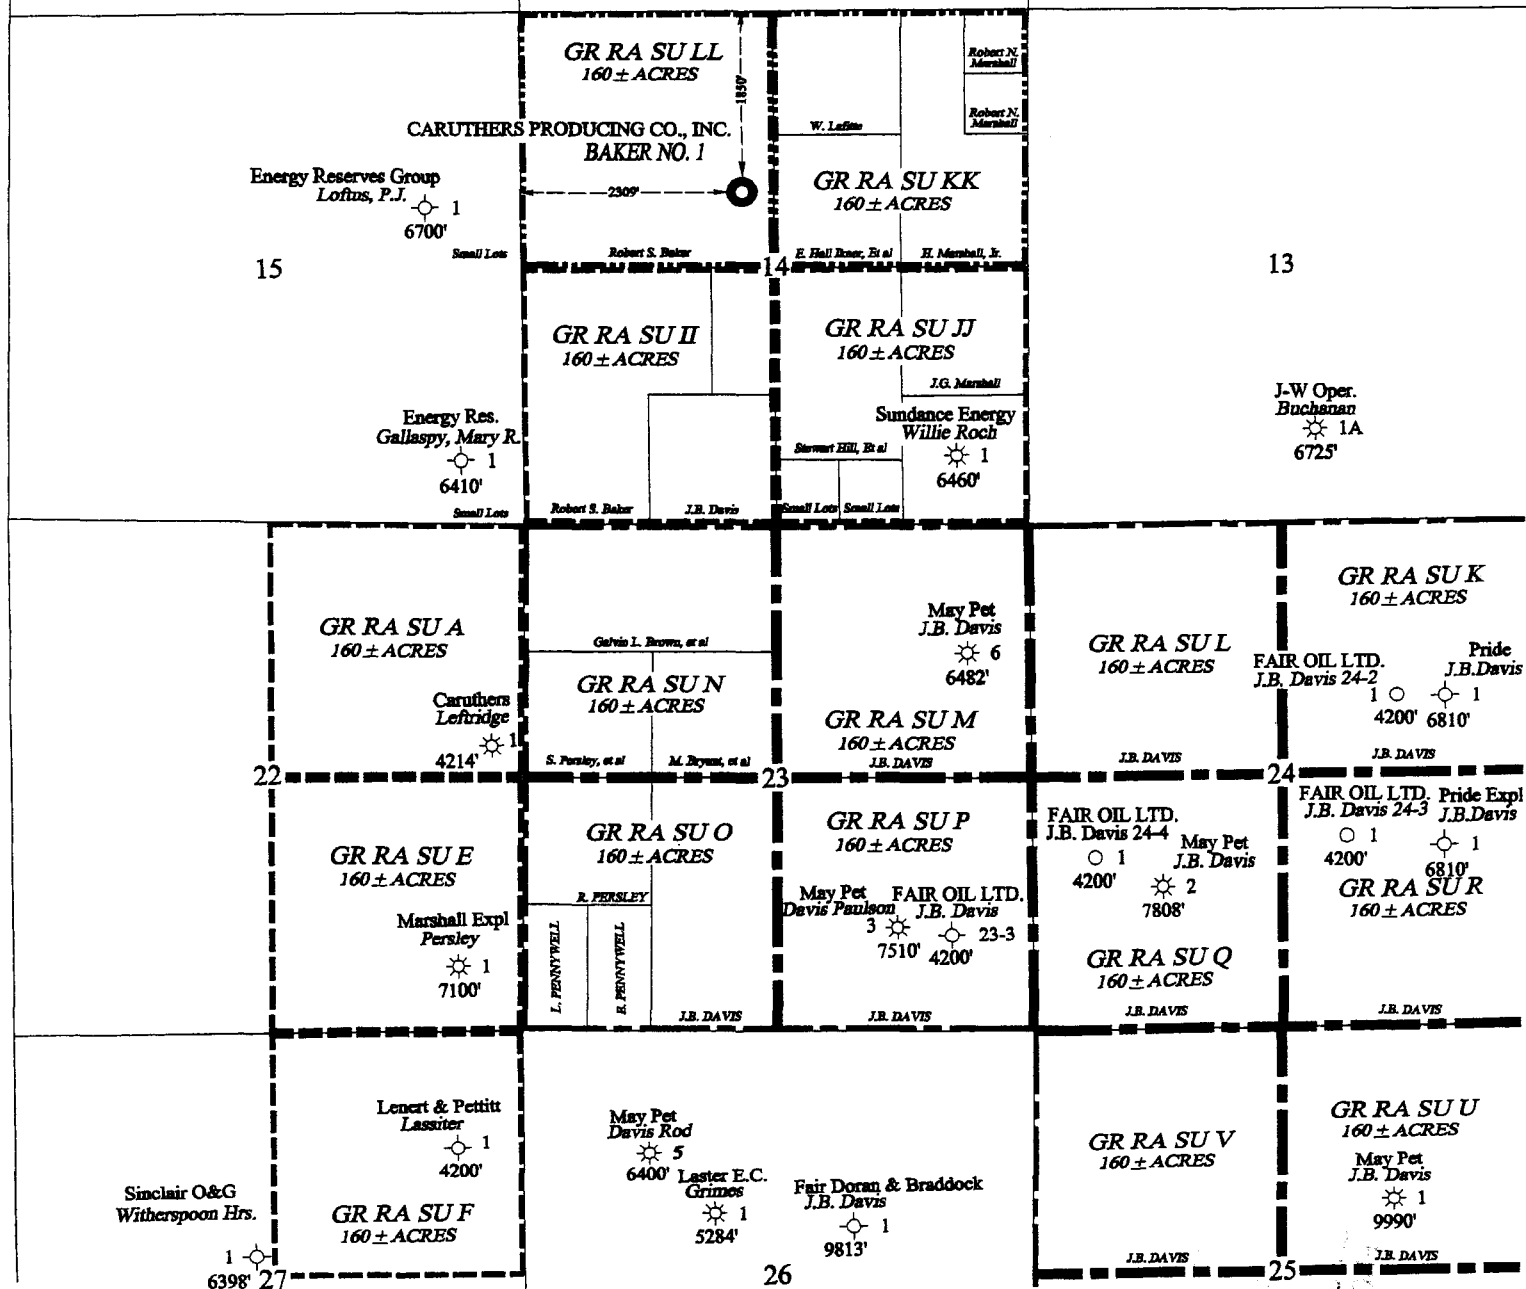 GR RA SU LL
160 ± ACRES
1850'
CARUTHERS PRODUCING CO., INC.
BAKER NO. 1
2309'
Robert S. Baker
Robert N.
Marshall
Robert N.
Marshall
W. Lafitte
GR RA SU KK
160 ± ACRES
E. Hall Ibner, Et al
H. Marshall, Jr.
Energy Reserves Group
Loftus, P.J.
1
6700'
Small Lots
15
14
13
GR RA SU II
160 ± ACRES
GR RA SU JJ
160 ± ACRES
J.G. Marshall
Energy Res.
Gallaspy, Mary R.
1
6410'
Small Lots
Robert S. Baker
J.B. Davis
Sundance Energy
Willie Roch
1
6460'
Stewart Hill, Et al
Small Lots
Small Lots
J-W Oper.
Buchanan
1A
6725'
GR RA SU A
160 ± ACRES
Caruthers
Leftridge
1
4214'
Galvin L. Brown, et al
GR RA SU N
160 ± ACRES
S. Persley, et al
M. Bryant, et al
May Pet
J.B. Davis
6
6482'
GR RA SU M
160 ± ACRES
J.B. DAVIS
GR RA SU L
160 ± ACRES
J.B. DAVIS
GR RA SU K
160 ± ACRES
FAIR OIL LTD.
J.B. Davis 24-2
1
4200'
Pride
J.B.Davis
1
6810'
J.B. DAVIS
22
23
24
GR RA SU E
160 ± ACRES
Marshall Expl
Persley
1
7100'
GR RA SU O
160 ± ACRES
R. PERSLEY
L. PENNYWELL
B. PENNYWELL
J.B. DAVIS
GR RA SU P
160 ± ACRES
May Pet
Davis Paulson
3
7510'
FAIR OIL LTD.
J.B. Davis
23-3
4200'
J.B. DAVIS
FAIR OIL LTD.
J.B. Davis 24-4
1
4200'
May Pet
J.B. Davis
2
7808'
GR RA SU Q
160 ± ACRES
J.B. DAVIS
FAIR OIL LTD.
J.B. Davis 24-3
1
4200'
Pride Expl
J.B.Davis
1
6810'
GR RA SU R
160 ± ACRES
J.B. DAVIS
Lenert & Pettitt
Lassiter
1
4200'
Sinclair O&G
Witherspoon Hrs.
1
6398'
GR RA SU F
160 ± ACRES
May Pet
Davis Rod
5
6400'
Laster E.C.
Grimes
1
5284'
Fair Doran & Braddock
J.B. Davis
1
9813'
GR RA SU V
160 ± ACRES
J.B. DAVIS
GR RA SU U
160 ± ACRES
May Pet
J.B. Davis
1
9990'
J.B. DAVIS
27
26
25